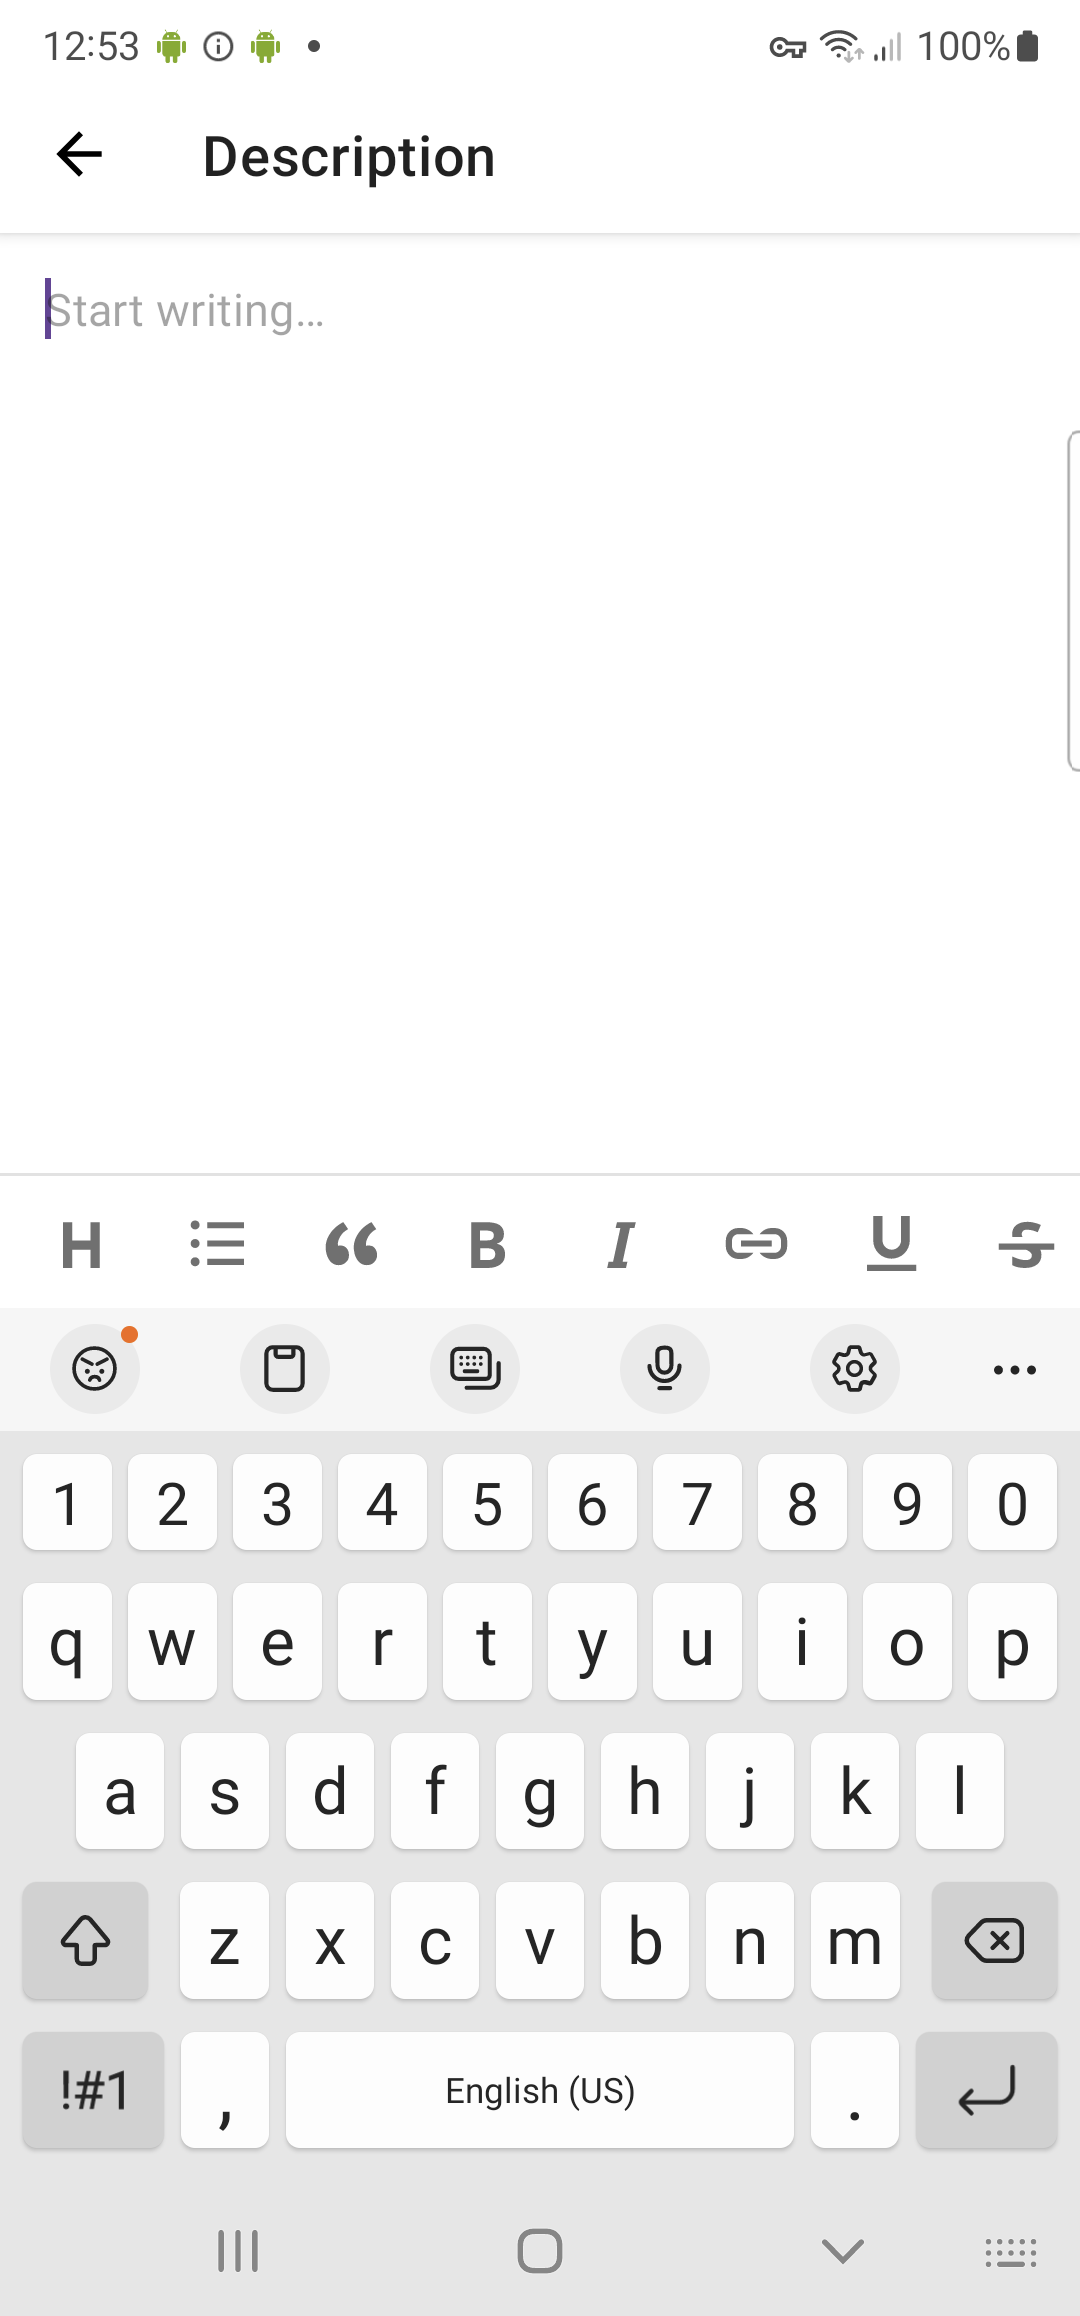 12:53 100%
Description
Start writing...
H B I U S
1 2 3 4 5 6 7 8 9 0
q w e r t y u i o p
a s d f g h j k l
z x c v b n m
!#1 , English (US) .